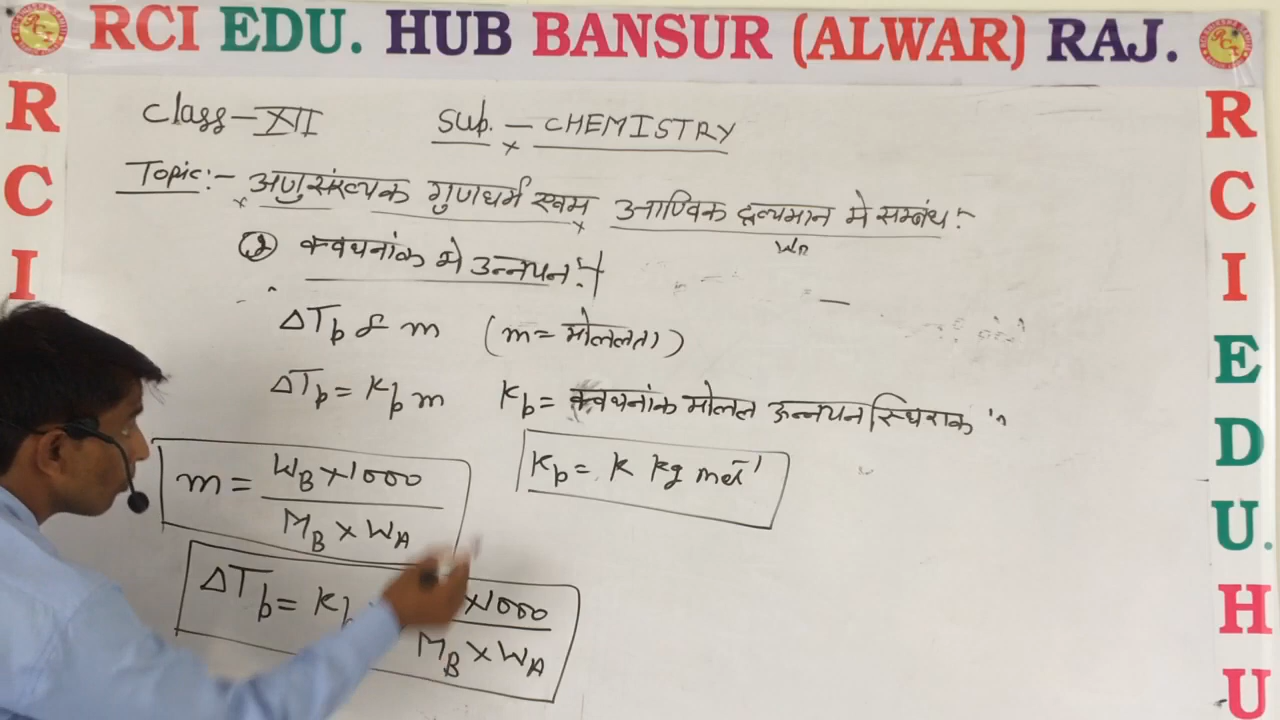 RCI EDU. HUB BANSUR (ALWAR) RAJ.
R
C
I
Class-XII Sub. - CHEMISTRY
Topic:- अणुसंख्यक गुणधर्म एवम आण्विक द्रव्यमान मे सम्बंध :-
WB
② क्वथनांक मे उन्नयन :-
ΔTb ∝ m (m = मोललता)
ΔTb = Kb m Kb = क्वथनांक मोलल उन्नयन स्थिरांक
m = WB × 1000 / MB × WA
Kb = K kg mol⁻¹
ΔTb = Kb × 1000 / MB × WA
R
C
I
E
D
U.
H
U